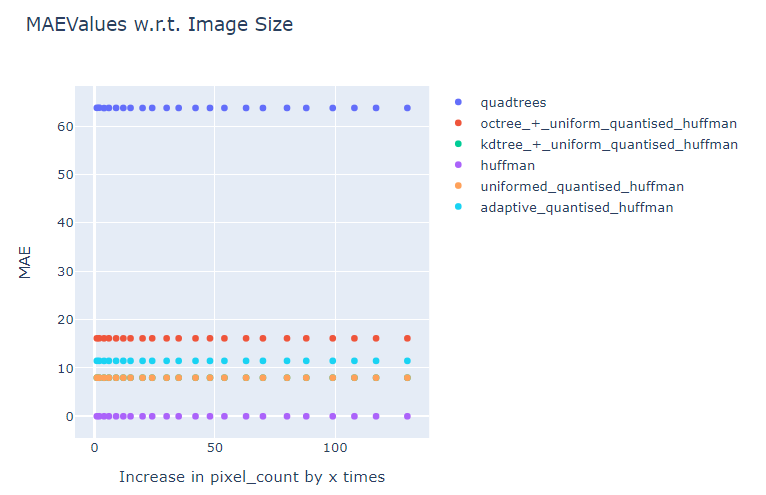 MAEValues w.r.t. Image Size
quadtrees
octree_+_uniform_quantised_huffman
kdtree_+_uniform_quantised_huffman
huffman
uniformed_quantised_huffman
adaptive_quantised_huffman
MAE
60
50
40
30
20
10
0
0 50 100
Increase in pixel_count by x times